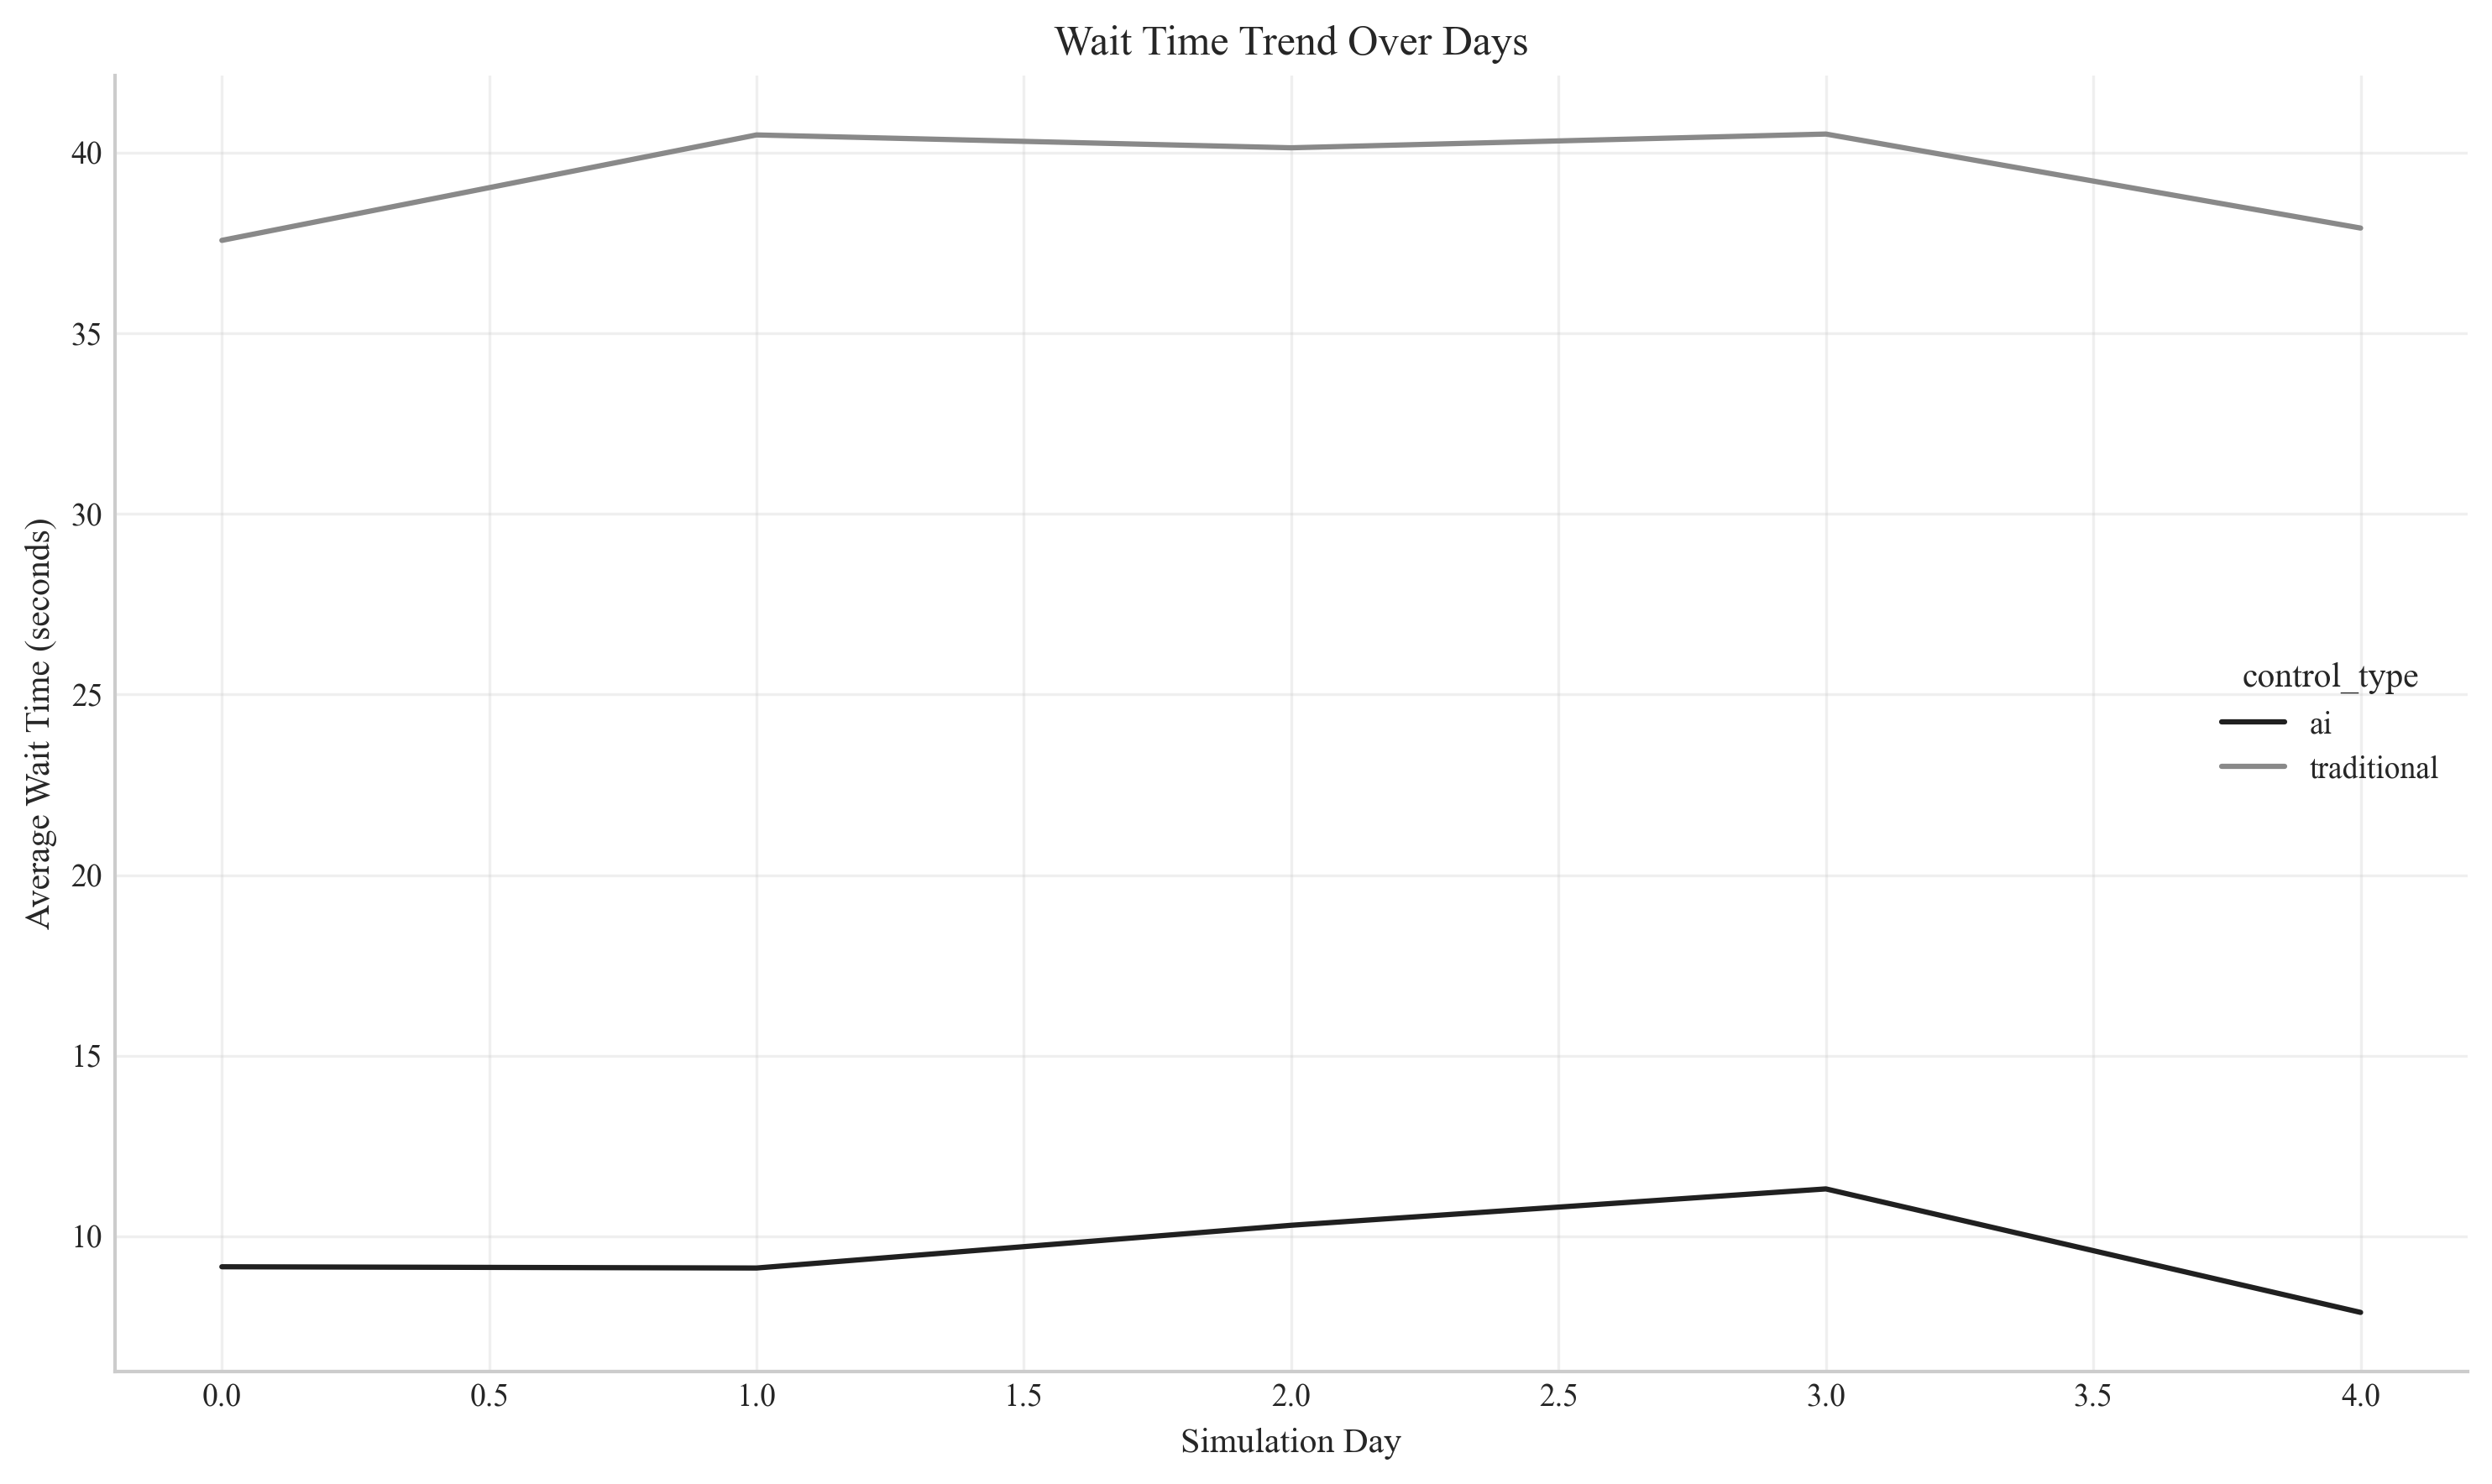 Wait Time Trend Over Days
Average Wait Time (seconds)
40
35
30
25
20
15
10
control_type
ai
traditional
0.0 0.5 1.0 1.5 2.0 2.5 3.0 3.5 4.0
Simulation Day